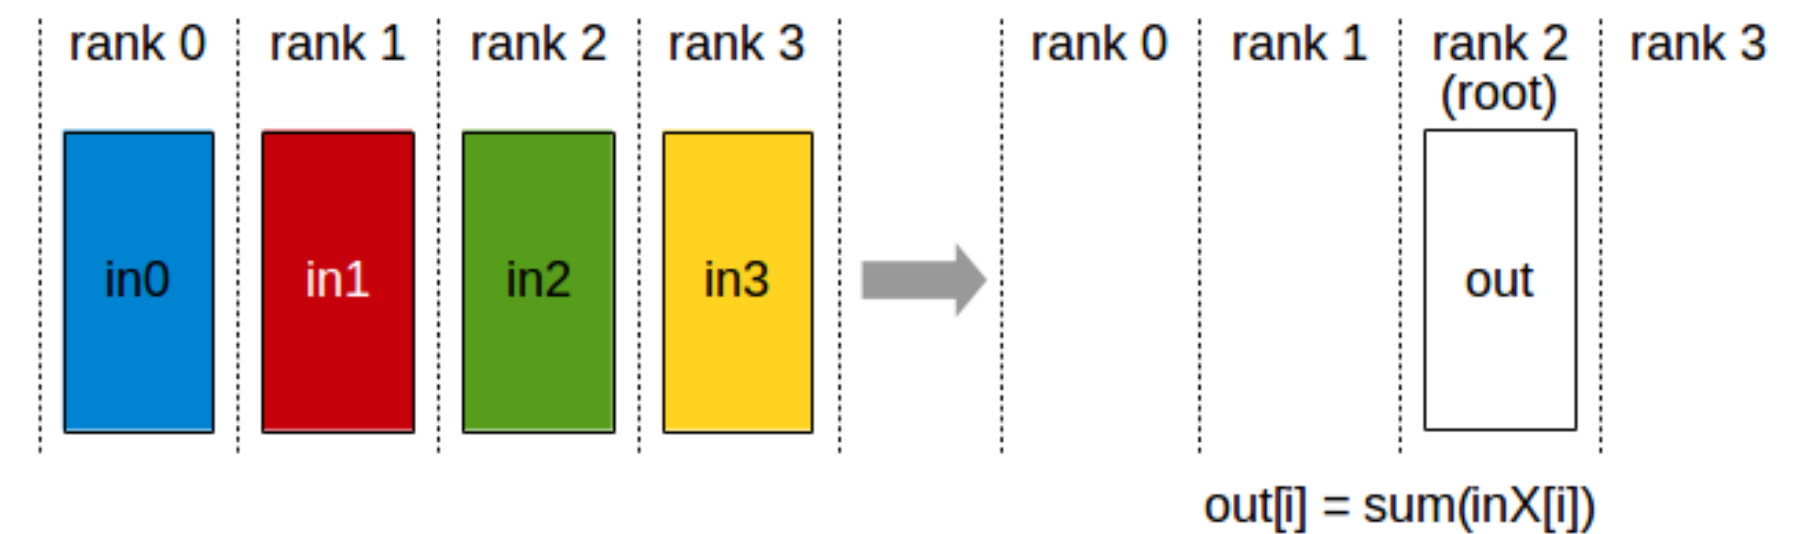 rank 0 rank 1 rank 2 rank 3 rank 0 rank 1 rank 2 rank 3
(root)
in0 in1 in2 in3 out
out[i] = sum(inX[i])